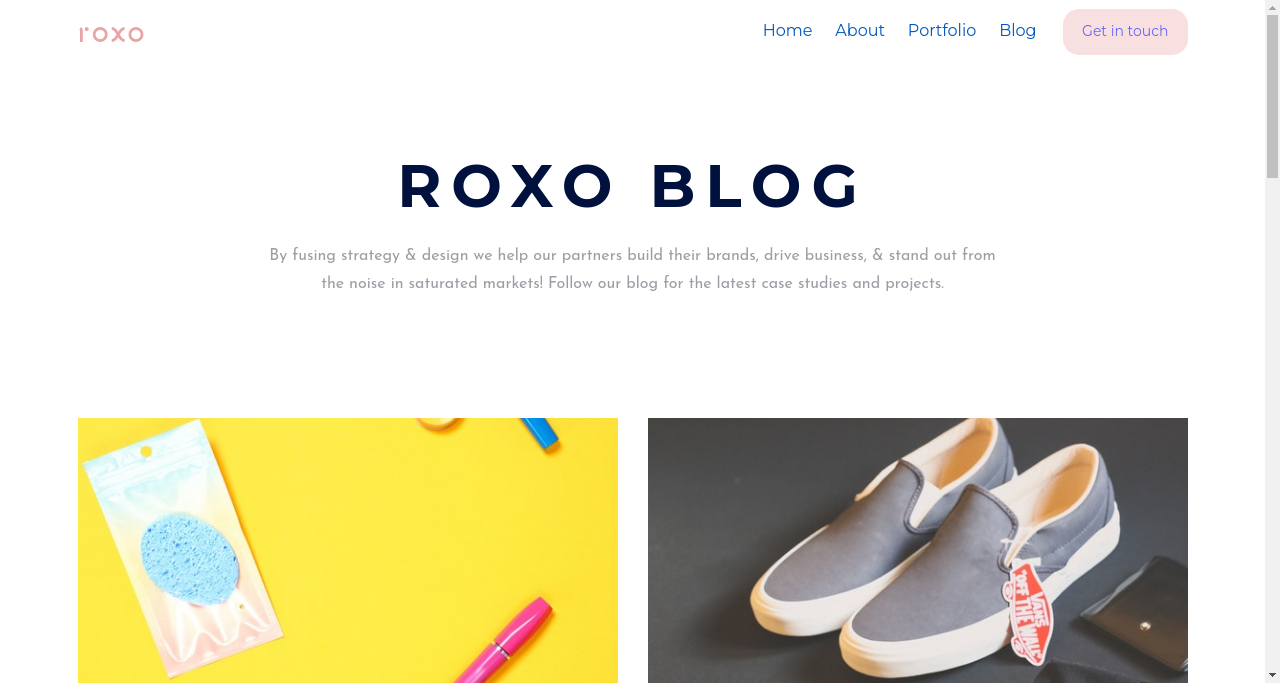 roxo
Home
About
Portfolio
Blog
Get in touch
ROXO BLOG
By fusing strategy & design we help our partners build their brands, drive business, & stand out from
the noise in saturated markets! Follow our blog for the latest case studies and projects.
VANS
"OFF THE WALL"